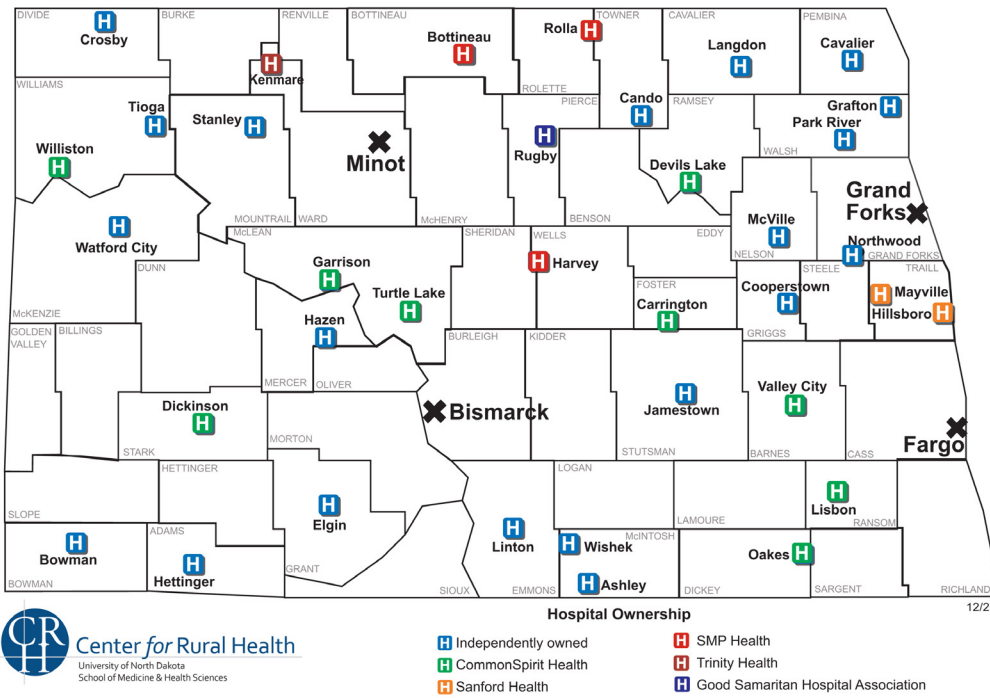 DIVIDE
BURKE
RENVILLE
BOTTINEAU
TOWNER
CAVALIER
PEMBINA
H
Crosby
Bottineau
H
Rolla
H
Langdon
H
Cavalier
H
H
Kenmare
WILLIAMS
ROLETTE
PIERCE
RAMSEY
Tioga
H
Stanley
H
Cando
H
Grafton
H
Park River
H
Minot
H
Rugby
WALSH
Williston
H
Devils Lake
H
Grand
Forks
H
Watford City
MOUNTRAIL
WARD
McHENRY
BENSON
McVille
H
McLEAN
SHERIDAN
WELLS
EDDY
NELSON
Northwood
H
GRAND FORKS
DUNN
Garrison
H
H
Harvey
STEELE
TRAILL
FOSTER
Turtle Lake
H
Carrington
H
Cooperstown
H
H
Mayville
Hillsboro
H
McKENZIE
Hazen
H
GOLDEN
VALLEY
BILLINGS
BURLEIGH
KIDDER
GRIGGS
MERCER
OLIVER
Dickinson
H
Bismarck
H
Jamestown
Valley City
H
MORTON
Fargo
STARK
STUTSMAN
BARNES
CASS
HETTINGER
LOGAN
H
Elgin
H
Lisbon
SLOPE
LAMOURE
RANSOM
ADAMS
H
Bowman
H
Linton
McINTOSH
H
Wishek
Oakes
H
H
Hettinger
H
Ashley
BOWMAN
GRANT
SIOUX
EMMONS
DICKEY
SARGENT
RICHLAND
12/2
Hospital Ownership
H Independently owned
H CommonSpirit Health
H Sanford Health
H SMP Health
H Trinity Health
H Good Samaritan Hospital Association
CR
H
Center for Rural Health
University of North Dakota
School of Medicine & Health Sciences